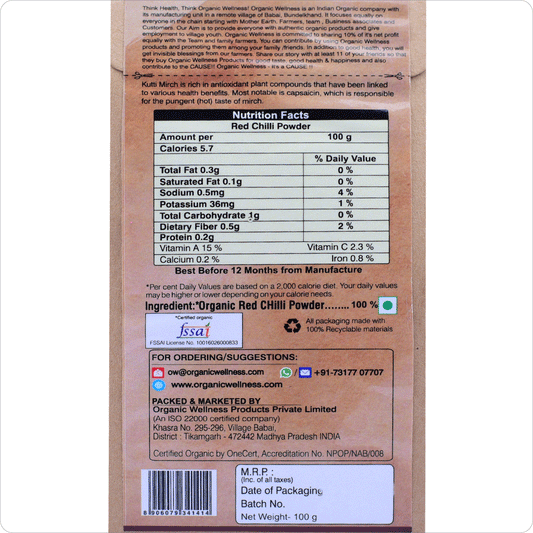 Think Health, Think Organic Wellness! Organic Wellness is an Indian Organic company with
its manufacturing unit in a remote village of Babai, Bundelkhand. It focuses equally on
everyone in the chain starting with Mother Earth, Farmers, team , Business associates and
Customers. Our Aim is to provide everyone with authentic organic products and give
employment to village youth. Organic Wellness is committed to sharing 10% of it's net profit
equally with the Team and family farmers. You can contribute by using Organic Wellness
products and promoting them among your family /friends. In addition to good health, you will
get invisible blessings from our farmers. Share our story with at least 11 of your friends so that
they buy Organic Wellness Products for good taste, good health & happiness and also
contribute to the CAUSE!! Organic Wellness - it's a CAUSE !!
Kutti Mirch is rich in antioxidant plant compounds that have been linked
to various health benefits. Most notable is capsaicin, which is responsible
for the pungent (hot) taste of mirch.
Nutrition Facts
Red Chilli Powder
Amount per 100 g
Calories 5.7
% Daily Value
Total Fat 0.3g 0 %
Saturated Fat 0.1g 0 %
Sodium 0.5mg 4 %
Potassium 36mg 1 %
Total Carbohydrate 1g 0 %
Dietary Fiber 0.5g 2 %
Protein 0.2g
Vitamin A 15 % Vitamin C 2.3 %
Calcium 0.2 % Iron 0.8 %
Best Before 12 Months from Manufacture
*Per cent Daily Values are based on a 2,000 calorie diet. Your daily values
may be higher or lower depending on your calorie needs.
Ingredient:*Organic Red CHilli Powder........ 100 %
*Certified organic
fssai
FSSAI License No. 10016026000833
All packaging made with
100% Recyclable materials
FOR ORDERING/SUGGESTIONS:
ow@organicwellness.com / +91-73177 07707
www.organicwellness.com
PACKED & MARKETED BY
Organic Wellness Products Private Limited
(An ISO 22000 certified company)
Khasra No. 295-296, Village Babai,
District : Tikamgarh - 472442 Madhya Pradesh INDIA
Certified Organic by OneCert, Accreditation No. NPOP/NAB/008
8 906079 341414
M.R.P. :
(Inc. of all taxes)
Date of Packaging
Batch No.
Net Weight- 100 g